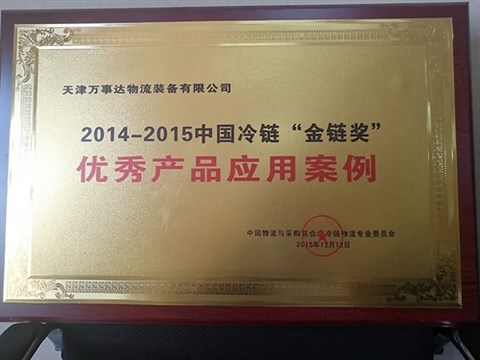 天津万事达物流装备有限公司
2014-2015中国冷链“金链奖”
优秀产品应用案例
中国物流与采购联合会冷链物流专业委员会
2015年12月12日